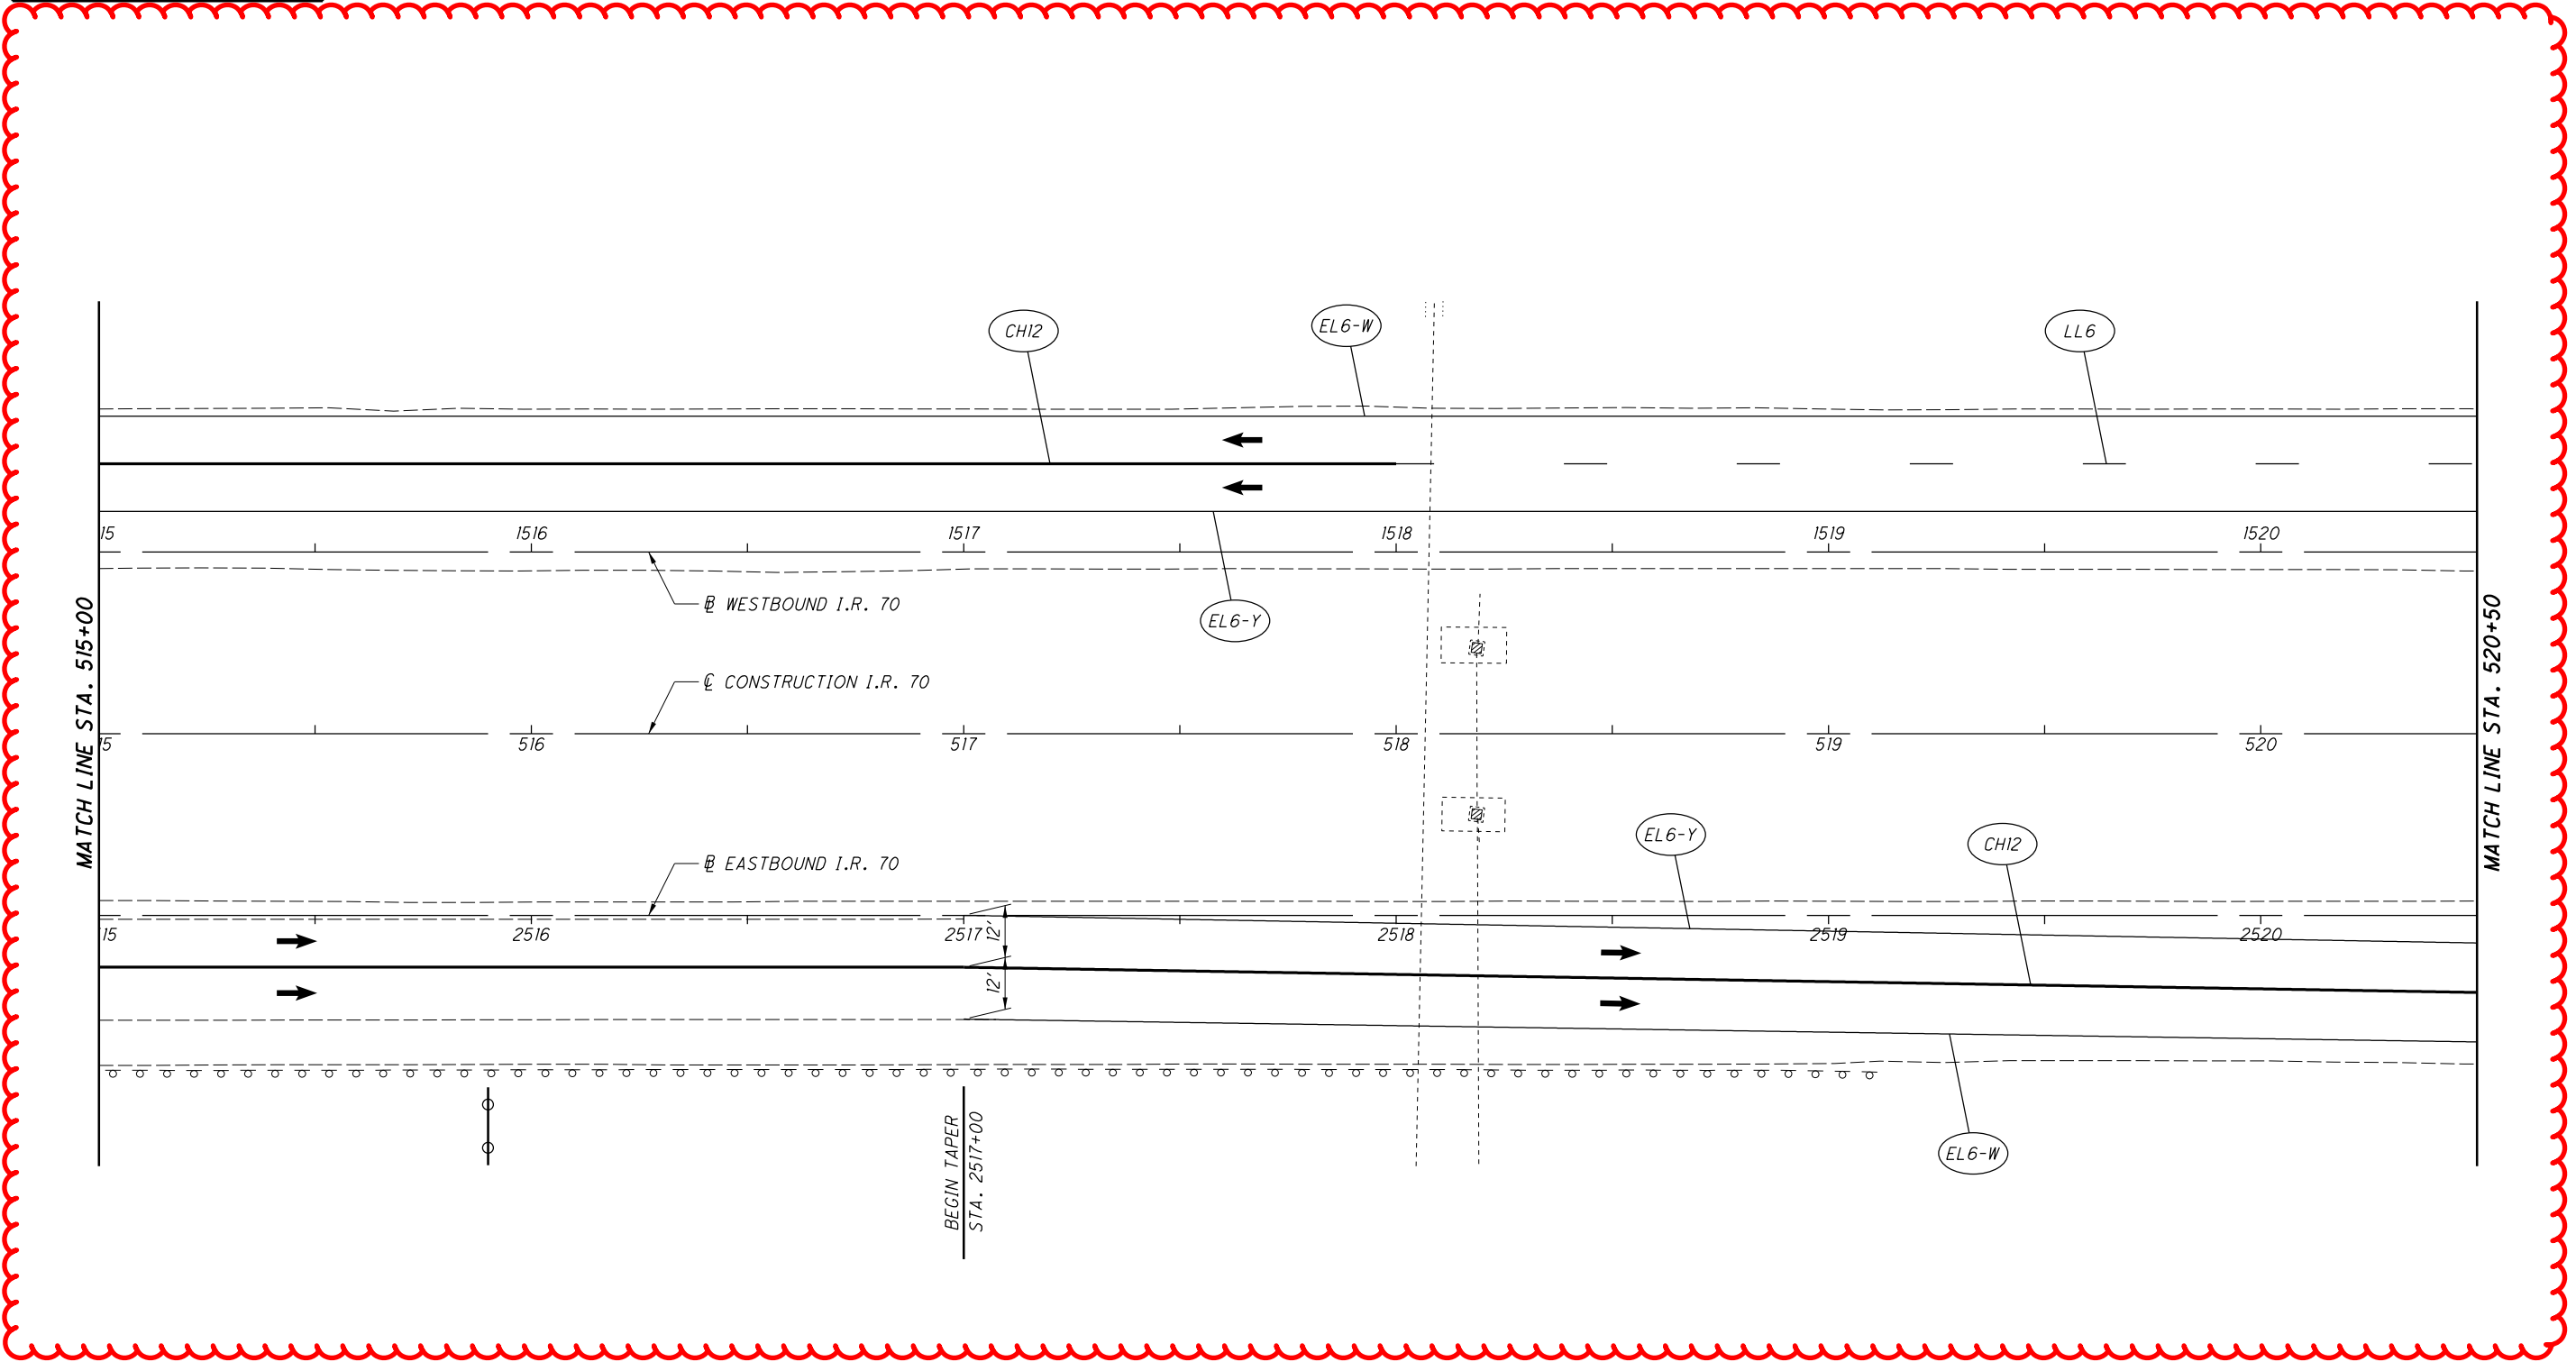 CH12
EL6-W
LL6
15
1516
1517
1518
1519
1520
℄ WESTBOUND I.R. 70
EL6-Y
MATCH LINE STA. 515+00
MATCH LINE STA. 520+50
℄ CONSTRUCTION I.R. 70
15
516
517
518
519
520
EL6-Y
CH12
℄ EASTBOUND I.R. 70
15
2516
2517
2518
2519
2520
12'
12'
BEGIN TAPER
STA. 2517+00
EL6-W